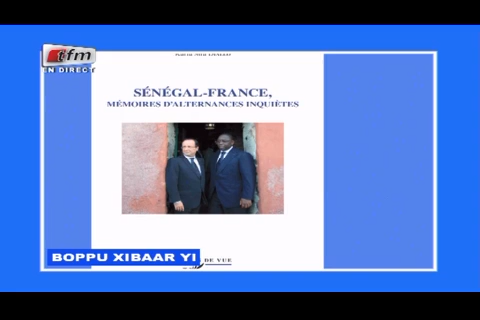 tfm
EN DIRECT
SÉNÉGAL-FRANCE,
MÉMOIRES D'ALTERNANCES INQUIÈTES
DE VUE
BOPPU XIBAAR YI